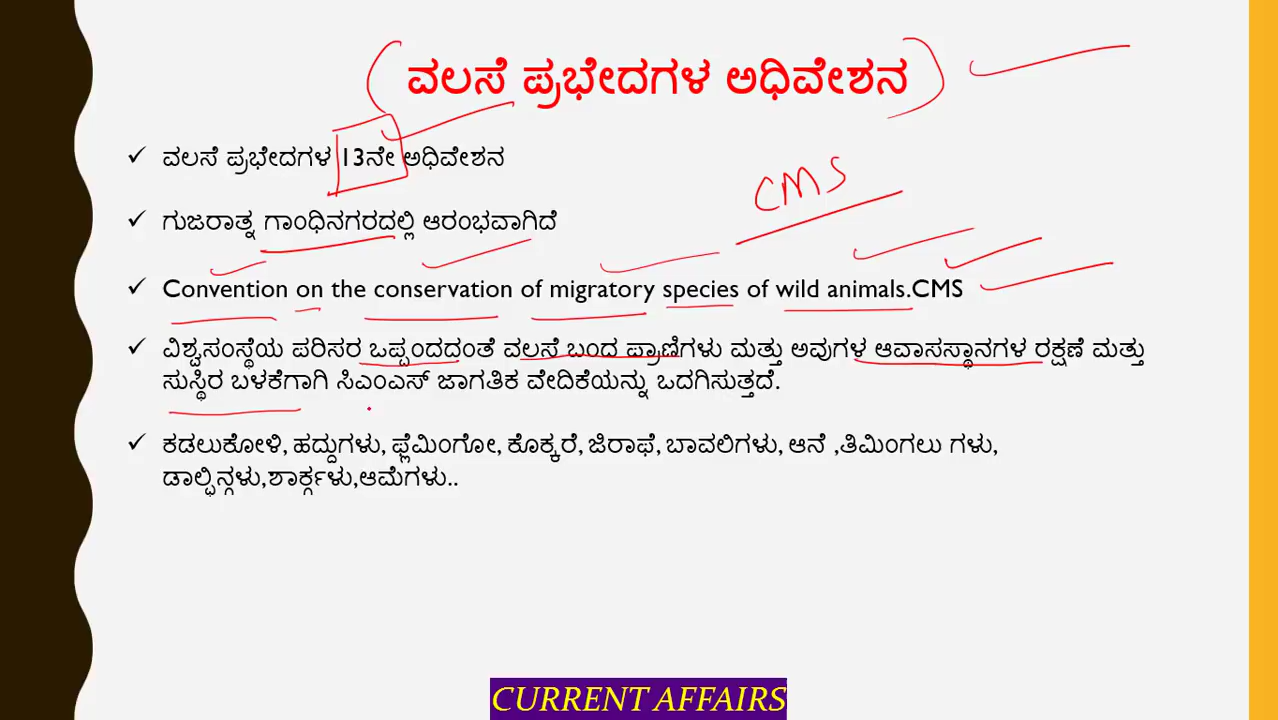 ವಲಸೆ ಪ್ರಭೇದಗಳ ಅಧಿವೇಶನ
ವಲಸೆ ಪ್ರಭೇದಗಳ 13ನೇ ಅಧಿವೇಶನ
CMS
ಗುಜರಾತ್ನ ಗಾಂಧಿನಗರದಲ್ಲಿ ಆರಂಭವಾಗಿದೆ
Convention on the conservation of migratory species of wild animals.CMS
ವಿಶ್ವಸಂಸ್ಥೆಯ ಪರಿಸರ ಒಪ್ಪಂದದಂತೆ ವಲಸೆ ಬಂದ ಪ್ರಾಣಿಗಳು ಮತ್ತು ಅವುಗಳ ಆವಾಸಸ್ಥಾನಗಳ ರಕ್ಷಣೆ ಮತ್ತು
ಸುಸ್ಥಿರ ಬಳಕೆಗಾಗಿ ಸಿಎಂಎಸ್ ಜಾಗತಿಕ ವೇದಿಕೆಯನ್ನು ಒದಗಿಸುತ್ತದೆ.
ಕಡಲುಕೋಳಿ, ಹದ್ದುಗಳು, ಫ್ಲೆಮಿಂಗೋ, ಕೊಕ್ಕರೆ, ಜಿರಾಫೆ, ಬಾವಲಿಗಳು, ಆನೆ ,ತಿಮಿಂಗಲು ಗಳು,
ಡಾಲ್ಫಿನ್ಗಳು,ಶಾರ್ಕ್ಗಳು,ಆಮೆಗಳು..
CURRENT AFFAIRS